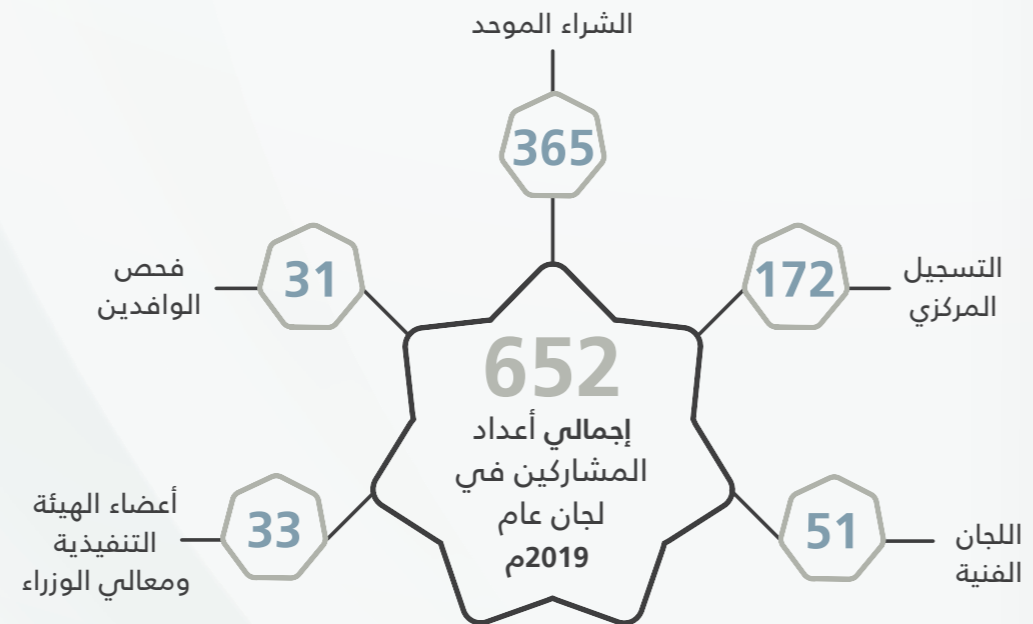 الشراء الموحد
365
التسجيل
المركزي
172
فحص
الوافدين
31
652
إجمالي أعداد
المشاركين في
لجان عام
2019م
اللجان
الفنية
51
أعضاء الهيئة
التنفيذية
ومعالي الوزراء
33